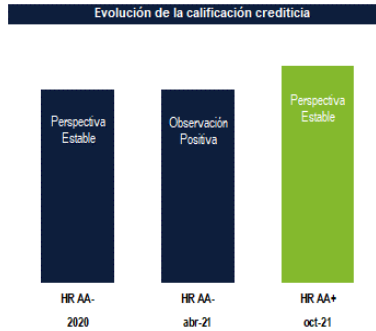 Evolución de la calificación crediticia
Perspectiva
Estable
Observación
Positiva
Perspectiva
Estable
HR AA-
HR AA-
HR AA+
2020
abr-21
oct-21